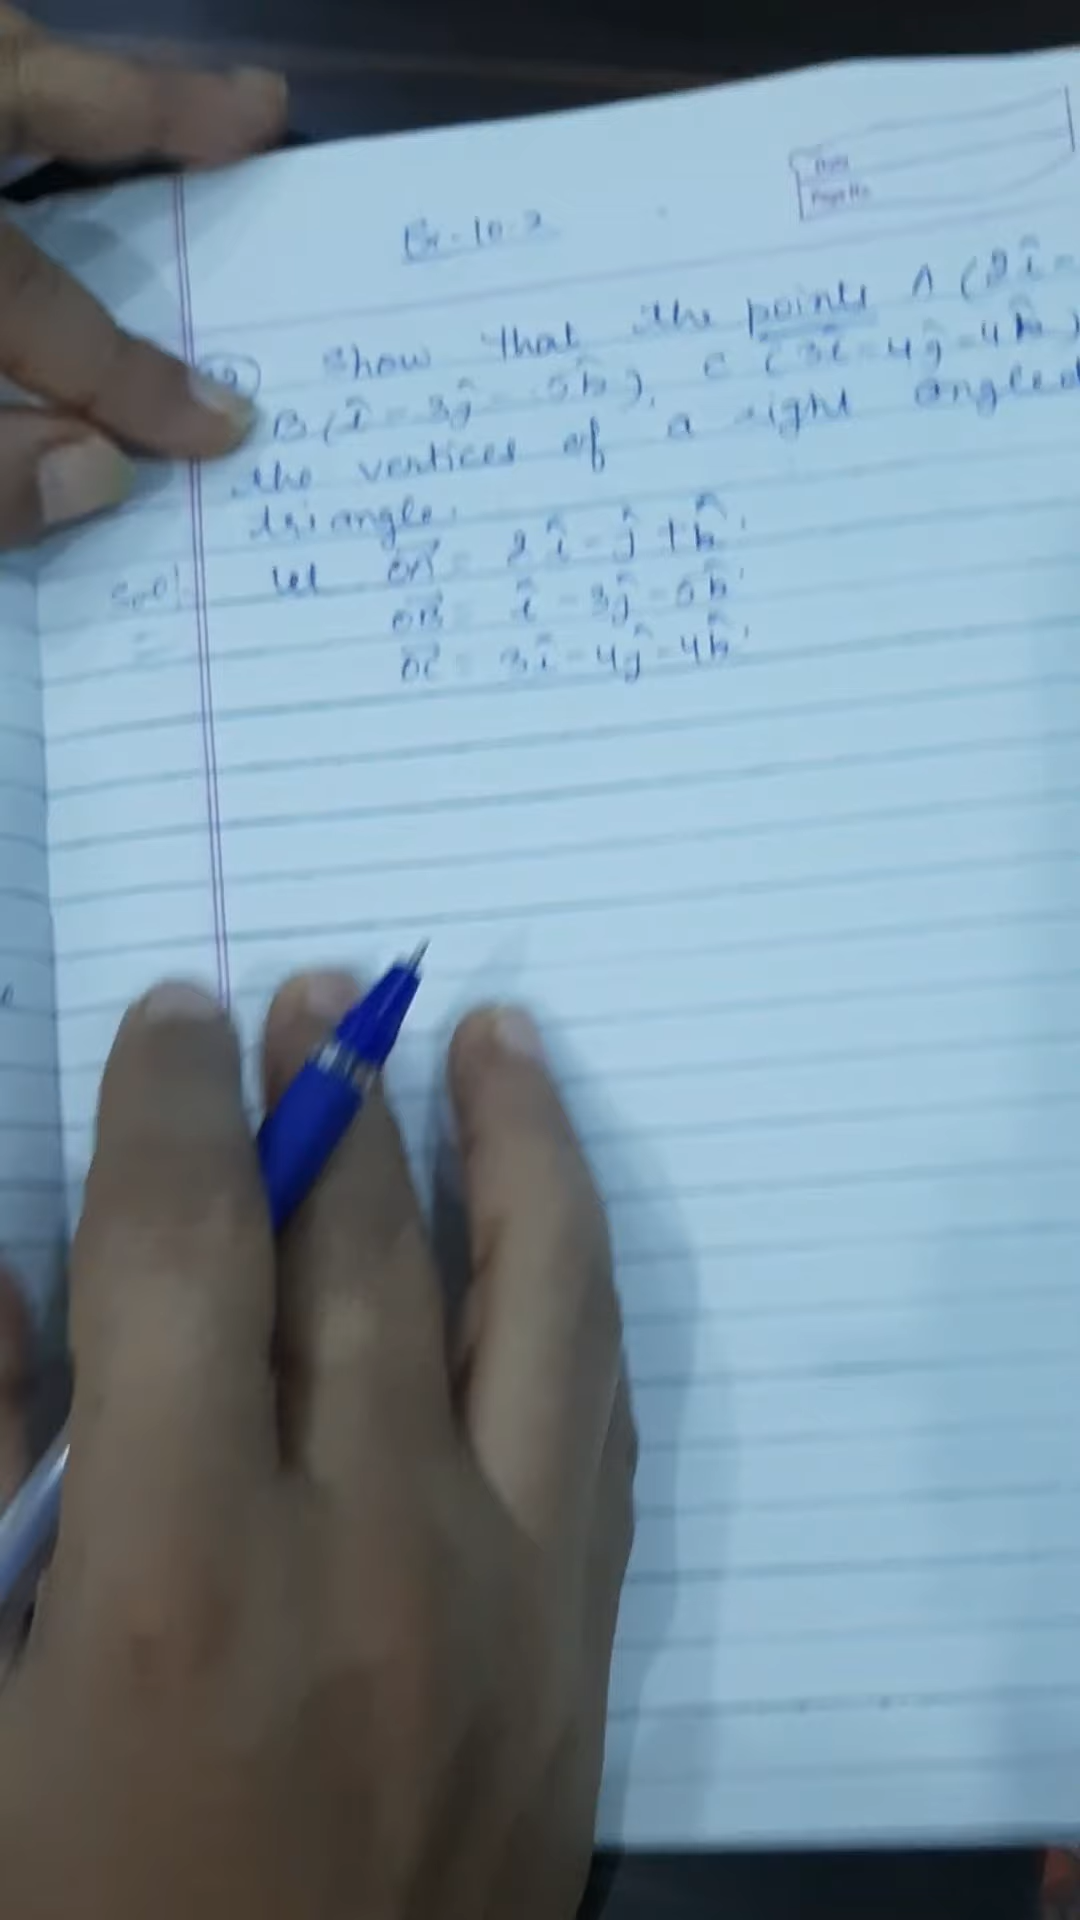 Ex-10.2
Show that the points A (2î -
B (î - 3ĵ - 5k̂), C (3î - 4ĵ - 4k̂)
the vertices of a right angled
triangle.
Sol. Let OA⃗ = 2î - ĵ + k̂
OB⃗ = î - 3ĵ - 5k̂
OC⃗ = 3î - 4ĵ - 4k̂